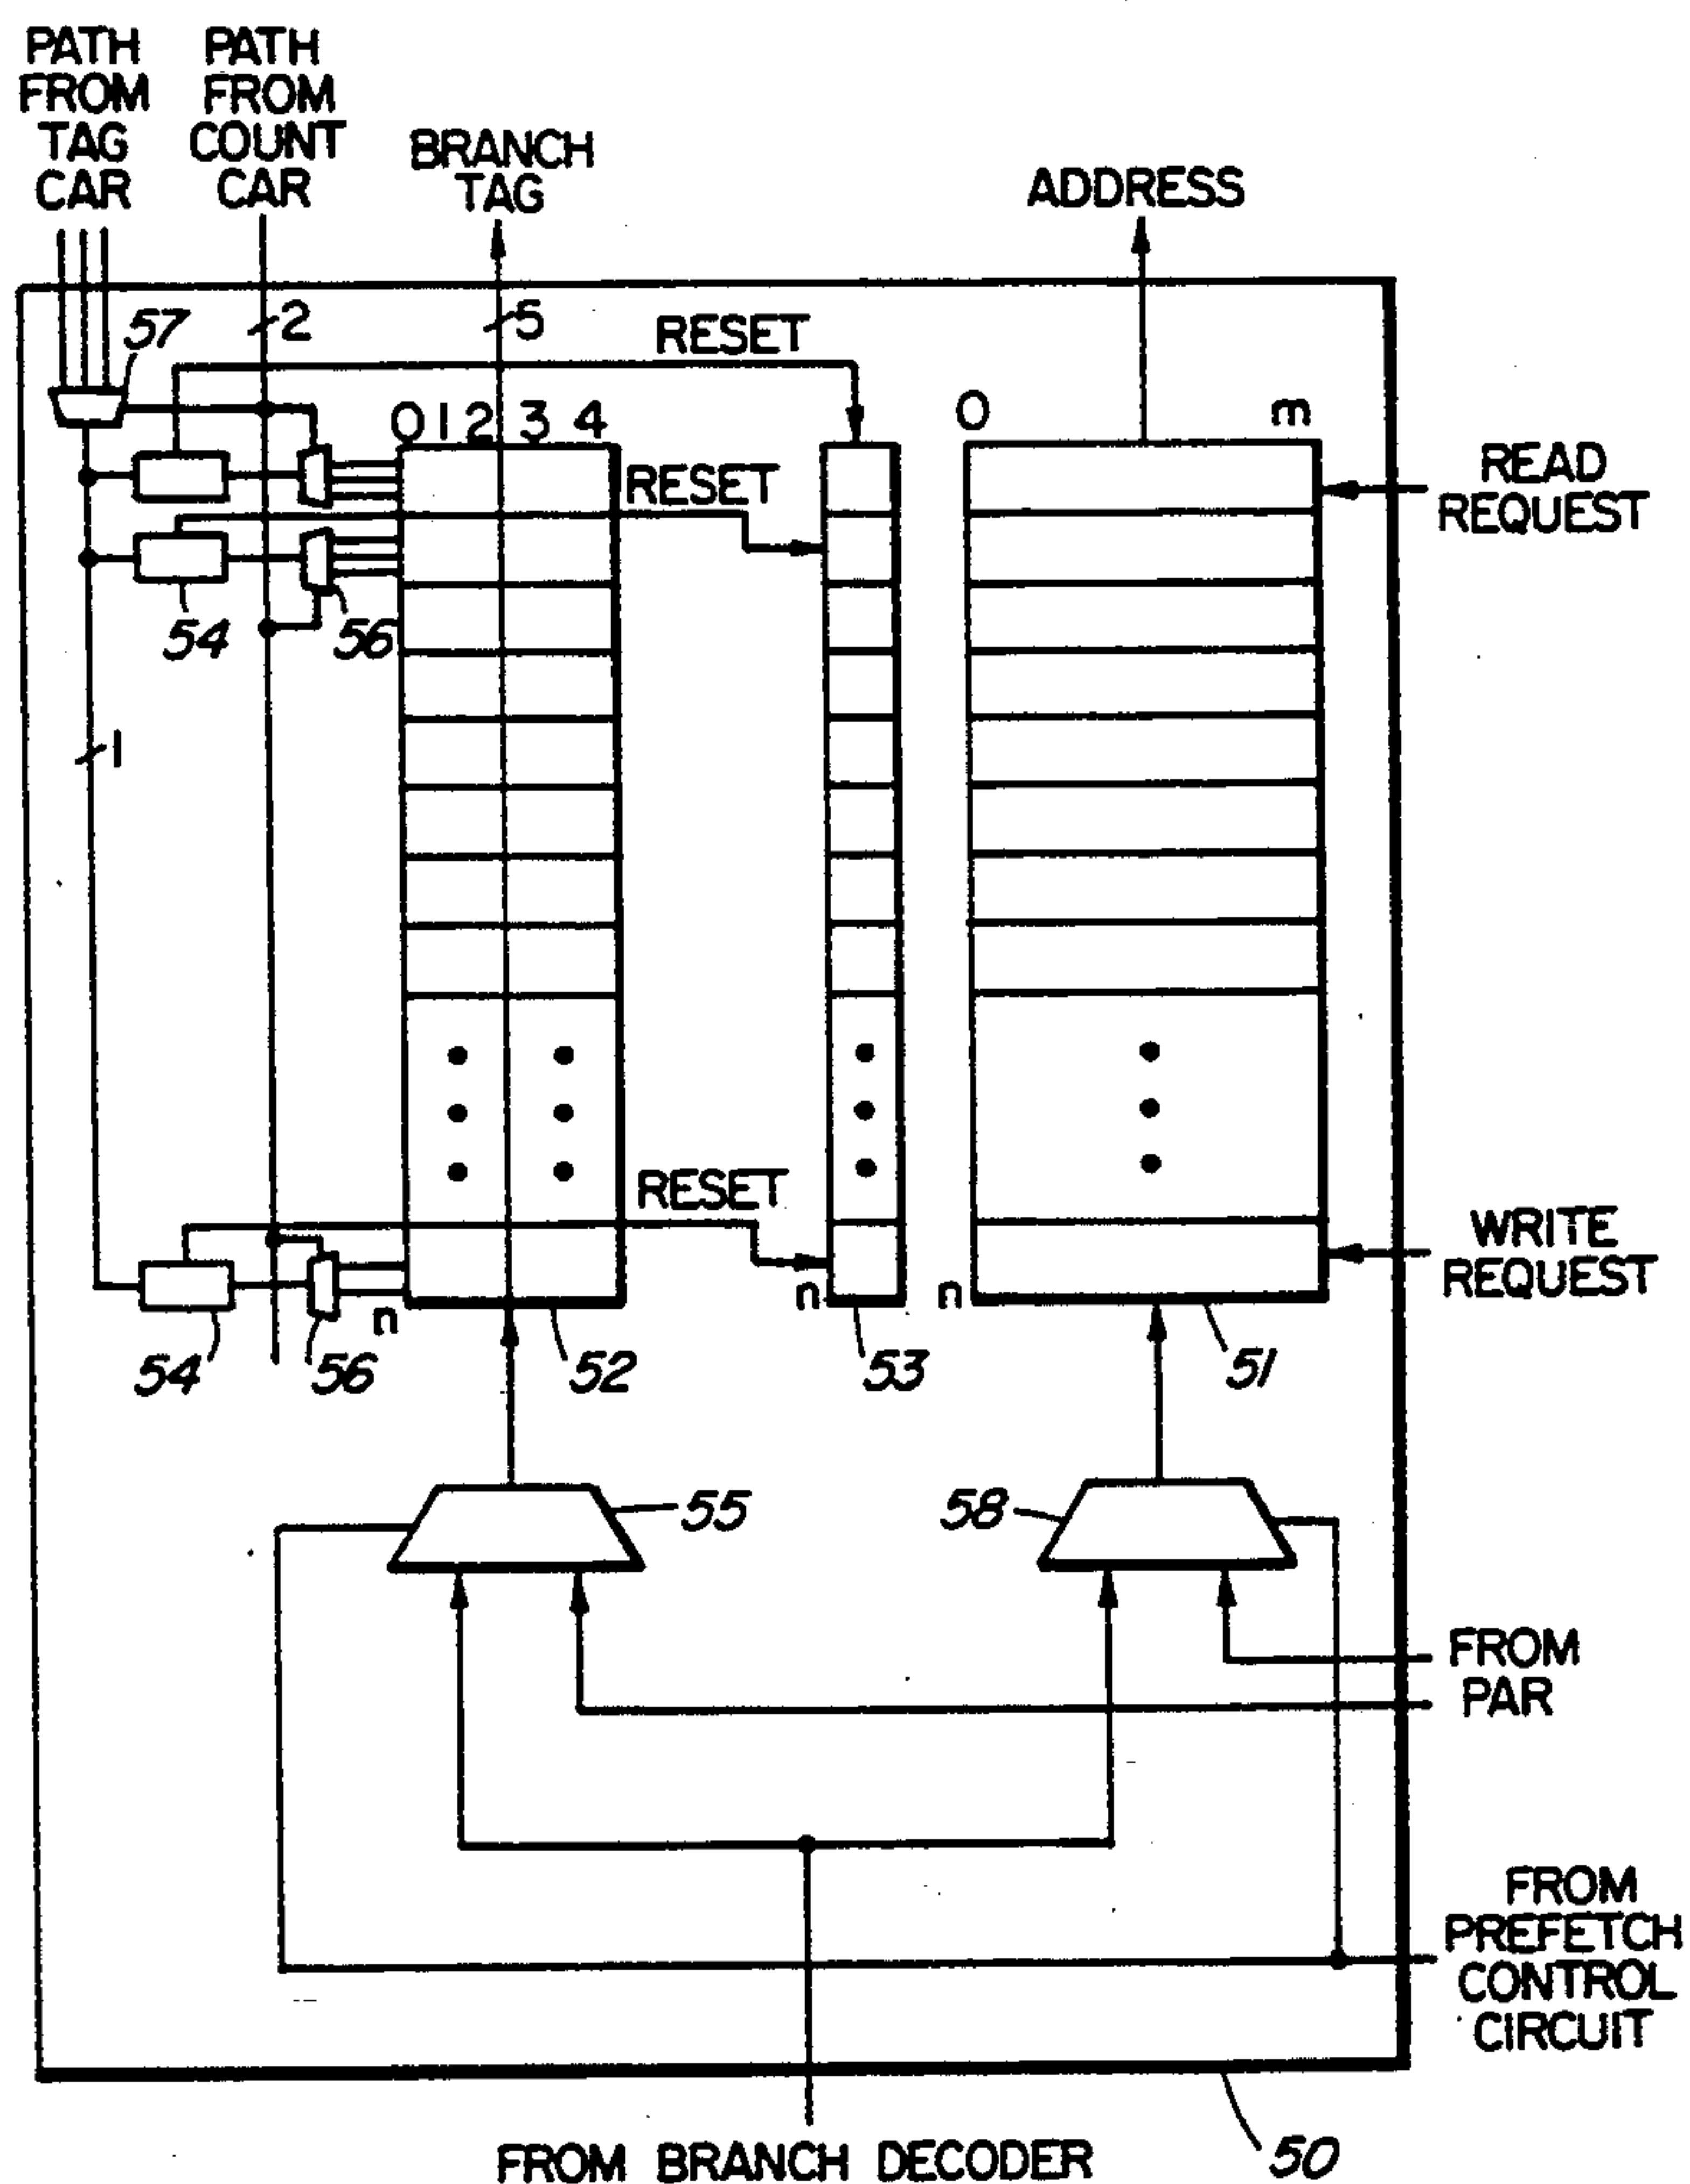 PATH
FROM
TAG
CAR
PATH
FROM
COUNT
CAR
BRANCH
TAG
ADDRESS
57
2
5
RESET
0 1 2 3 4
0 m
RESET
READ
REQUEST
54
56
1
RESET
WRITE
REQUEST
n
n
n
54
56
52
53
51
55
58
FROM
PAR
FROM
PREFETCH
CONTROL
CIRCUIT
FROM BRANCH DECODER
50